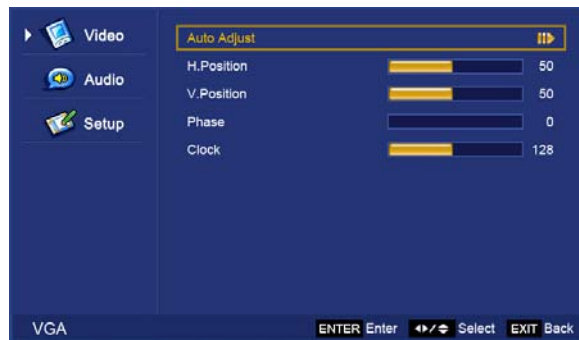 Video
Audio
Setup
Auto Adjust
H.Position 50
V.Position 50
Phase 0
Clock 128
VGA
ENTER Enter Select EXIT Back